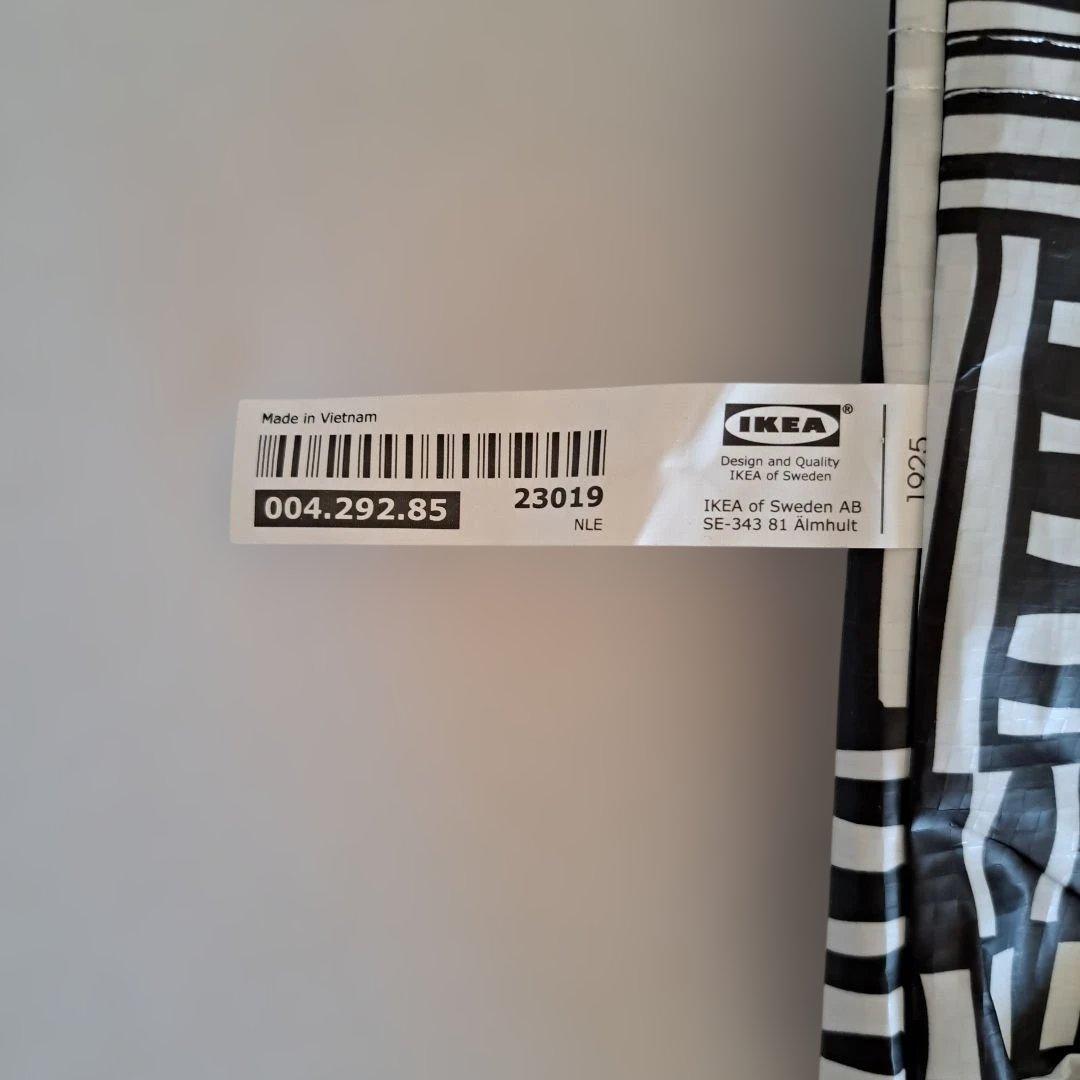 Made in Vietnam
004.292.85
23019
NLE
IKEA®
Design and Quality
IKEA of Sweden
IKEA of Sweden AB
SE-343 81 Älmhult
1925